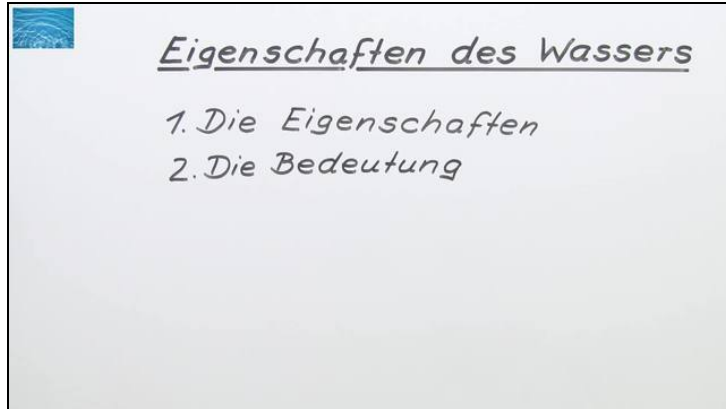 Eigenschaften des Wassers
1. Die Eigenschaften
2. Die Bedeutung